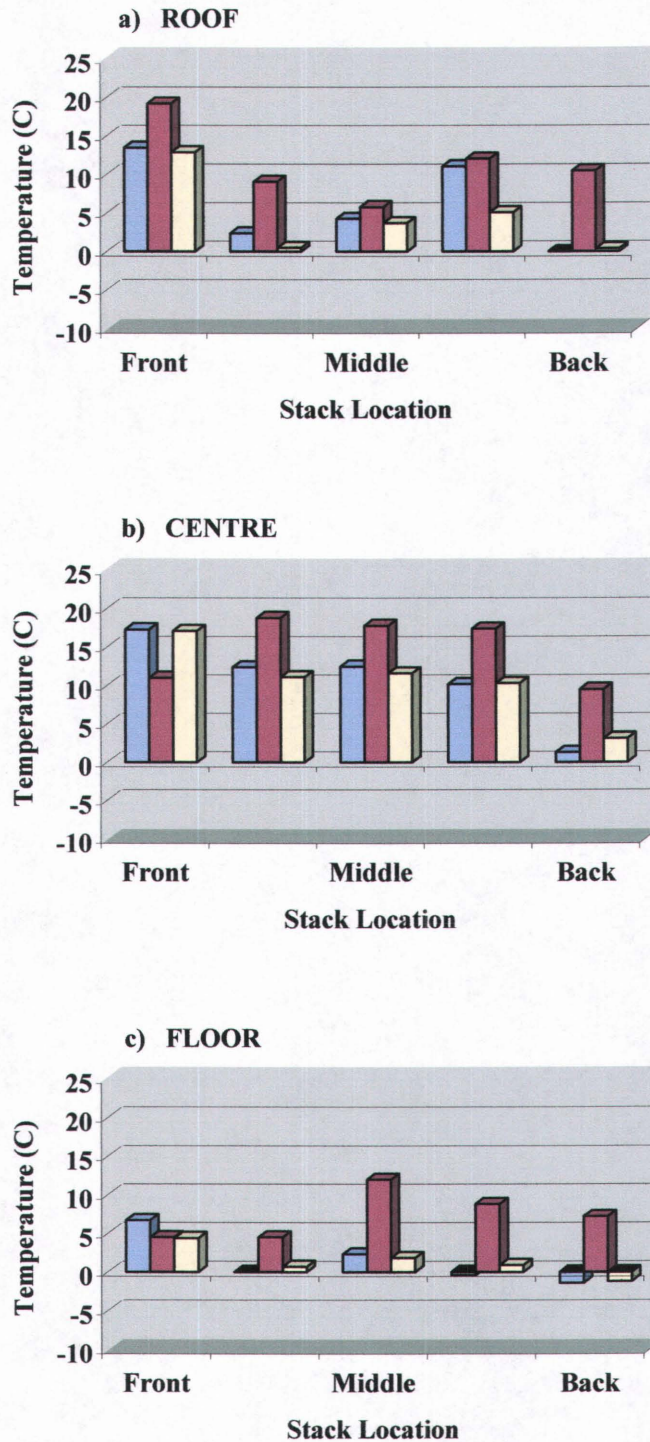 a) ROOF
25
20
15
10
5
0
-5
-10
Temperature (C)
Front Middle Back
Stack Location
b) CENTRE
25
20
15
10
5
0
-5
-10
Temperature (C)
Front Middle Back
Stack Location
c) FLOOR
25
20
15
10
5
0
-5
-10
Temperature (C)
Front Middle Back
Stack Location